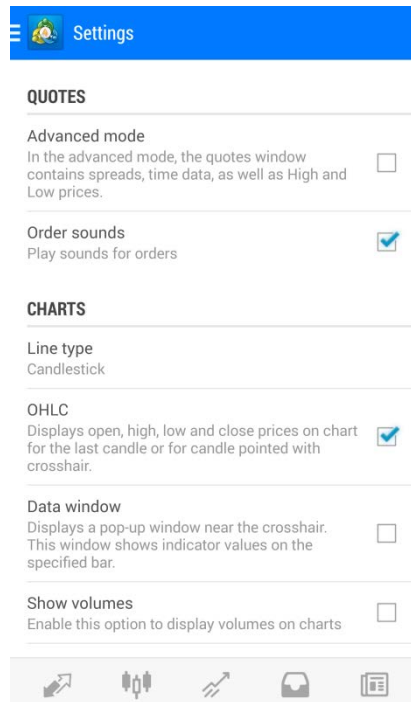 Settings
QUOTES
Advanced mode
In the advanced mode, the quotes window
contains spreads, time data, as well as High and
Low prices.
Order sounds
Play sounds for orders
CHARTS
Line type
Candlestick
OHLC
Displays open, high, low and close prices on chart
for the last candle or for candle pointed with
crosshair.
Data window
Displays a pop-up window near the crosshair.
This window shows indicator values on the
specified bar.
Show volumes
Enable this option to display volumes on charts